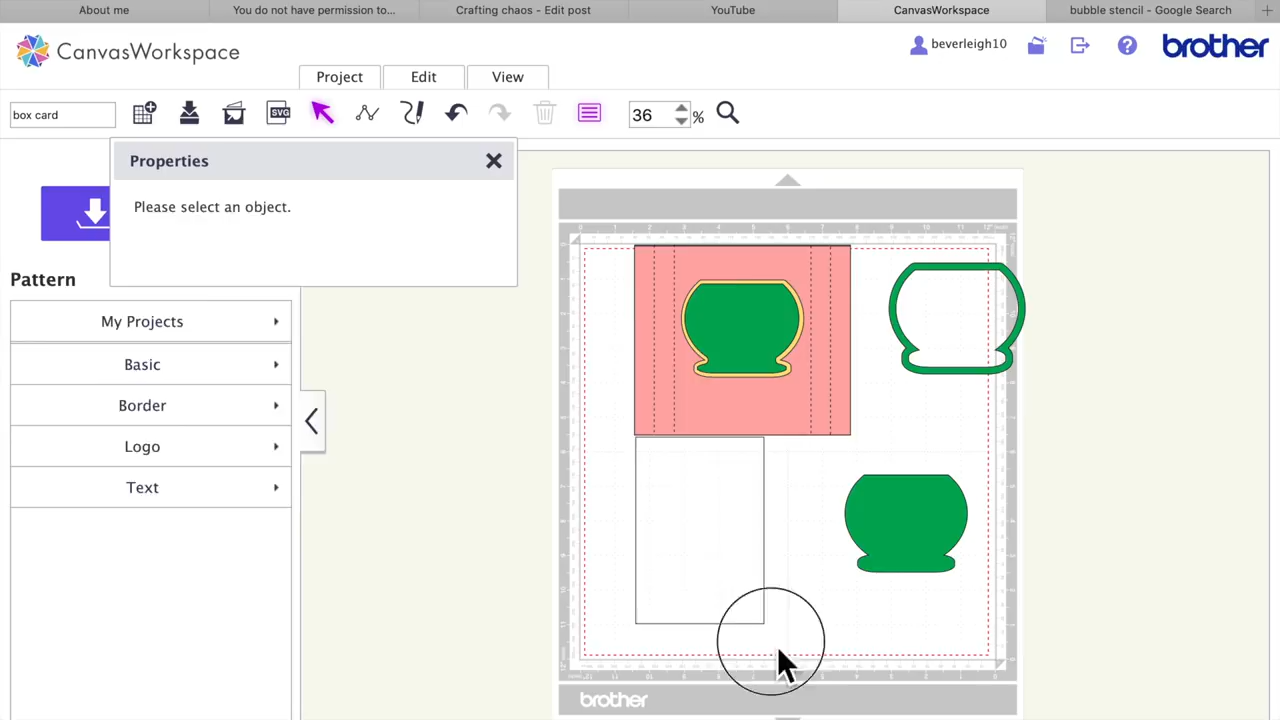 About me
You do not have permission to...
Crafting chaos - Edit post
YouTube
CanvasWorkspace
bubble stencil - Google Search
CanvasWorkspace
beverleigh10
brother
Project
Edit
View
box card
SVG
36
%
Properties
Please select an object.
Pattern
My Projects
Basic
Border
Logo
Text
brother